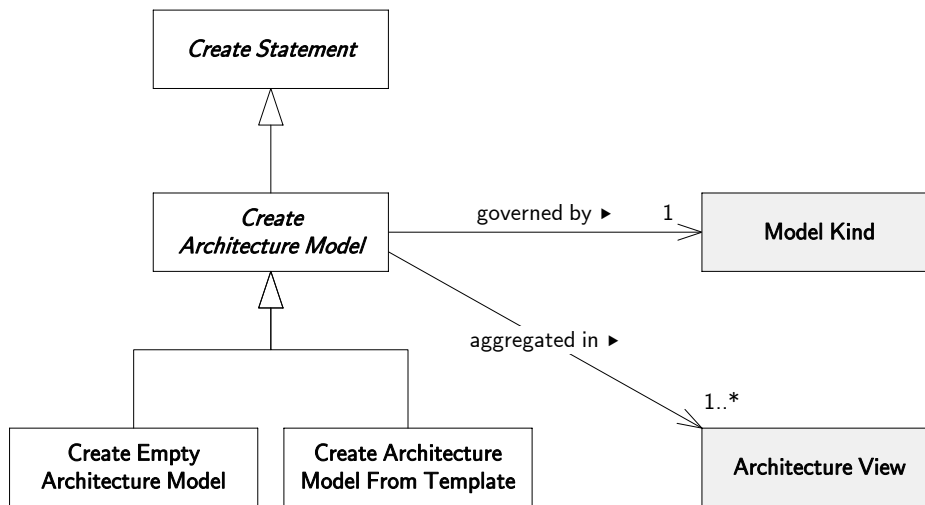 Create Statement
Create
Architecture Model
governed by ▶
1
Model Kind
aggregated in ▶
1..*
Create Empty
Architecture Model
Create Architecture
Model From Template
Architecture View